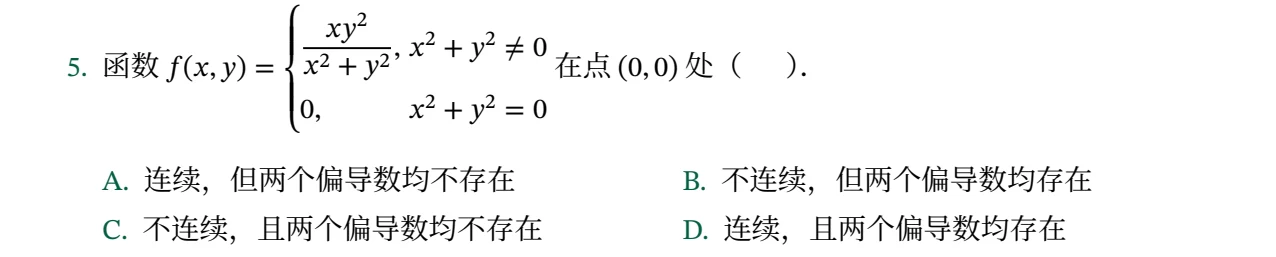 5. 函数 f(x, y) = { xy²/(x² + y²), x² + y² ≠ 0
0, x² + y² = 0 在点 (0, 0) 处（ ）.
A. 连续，但两个偏导数均不存在
B. 不连续，但两个偏导数均存在
C. 不连续，且两个偏导数均不存在
D. 连续，且两个偏导数均存在